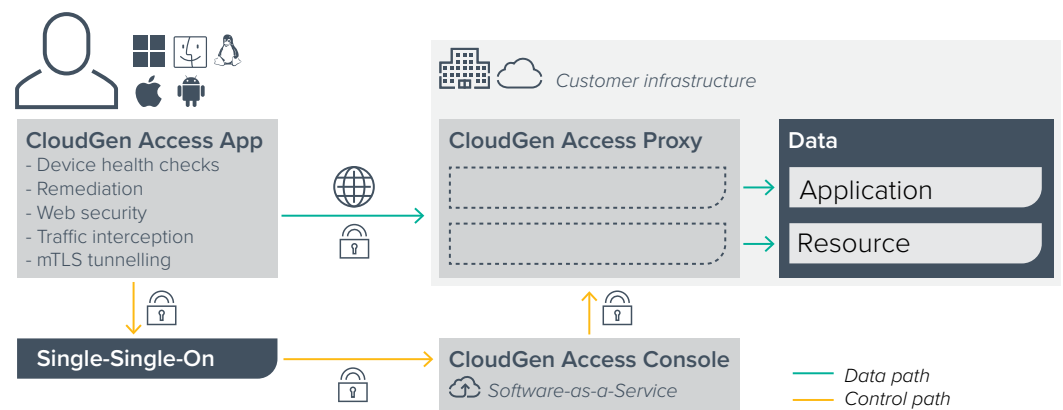 Customer infrastructure
CloudGen Access App
- Device health checks
- Remediation
- Web security
- Traffic interception
- mTLS tunnelling
CloudGen Access Proxy
Data
Application
Resource
Single-Single-On
CloudGen Access Console
Software-as-a-Service
Data path
Control path